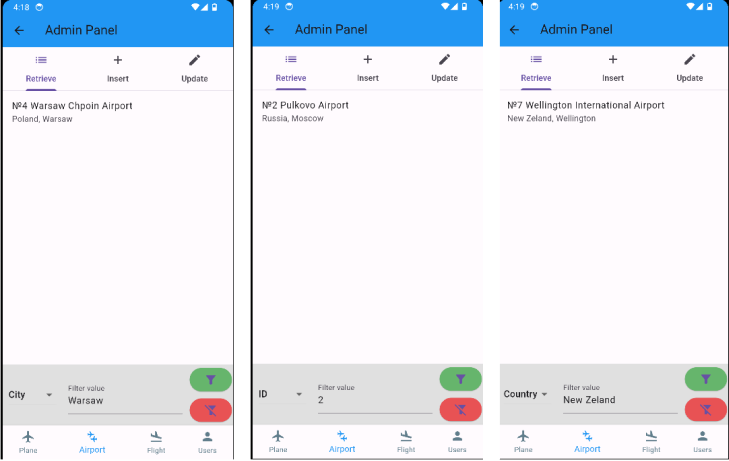 4:18
Admin Panel
Retrieve
Insert
Update
№4 Warsaw Chpoin Airport
Poland, Warsaw
City
Filter value
Warsaw
Plane
Airport
Flight
Users
4:19
Admin Panel
Retrieve
Insert
Update
№2 Pulkovo Airport
Russia, Moscow
ID
Filter value
2
Plane
Airport
Flight
Users
4:19
Admin Panel
Retrieve
Insert
Update
№7 Wellington International Airport
New Zeland, Wellington
Country
Filter value
New Zeland
Plane
Airport
Flight
Users